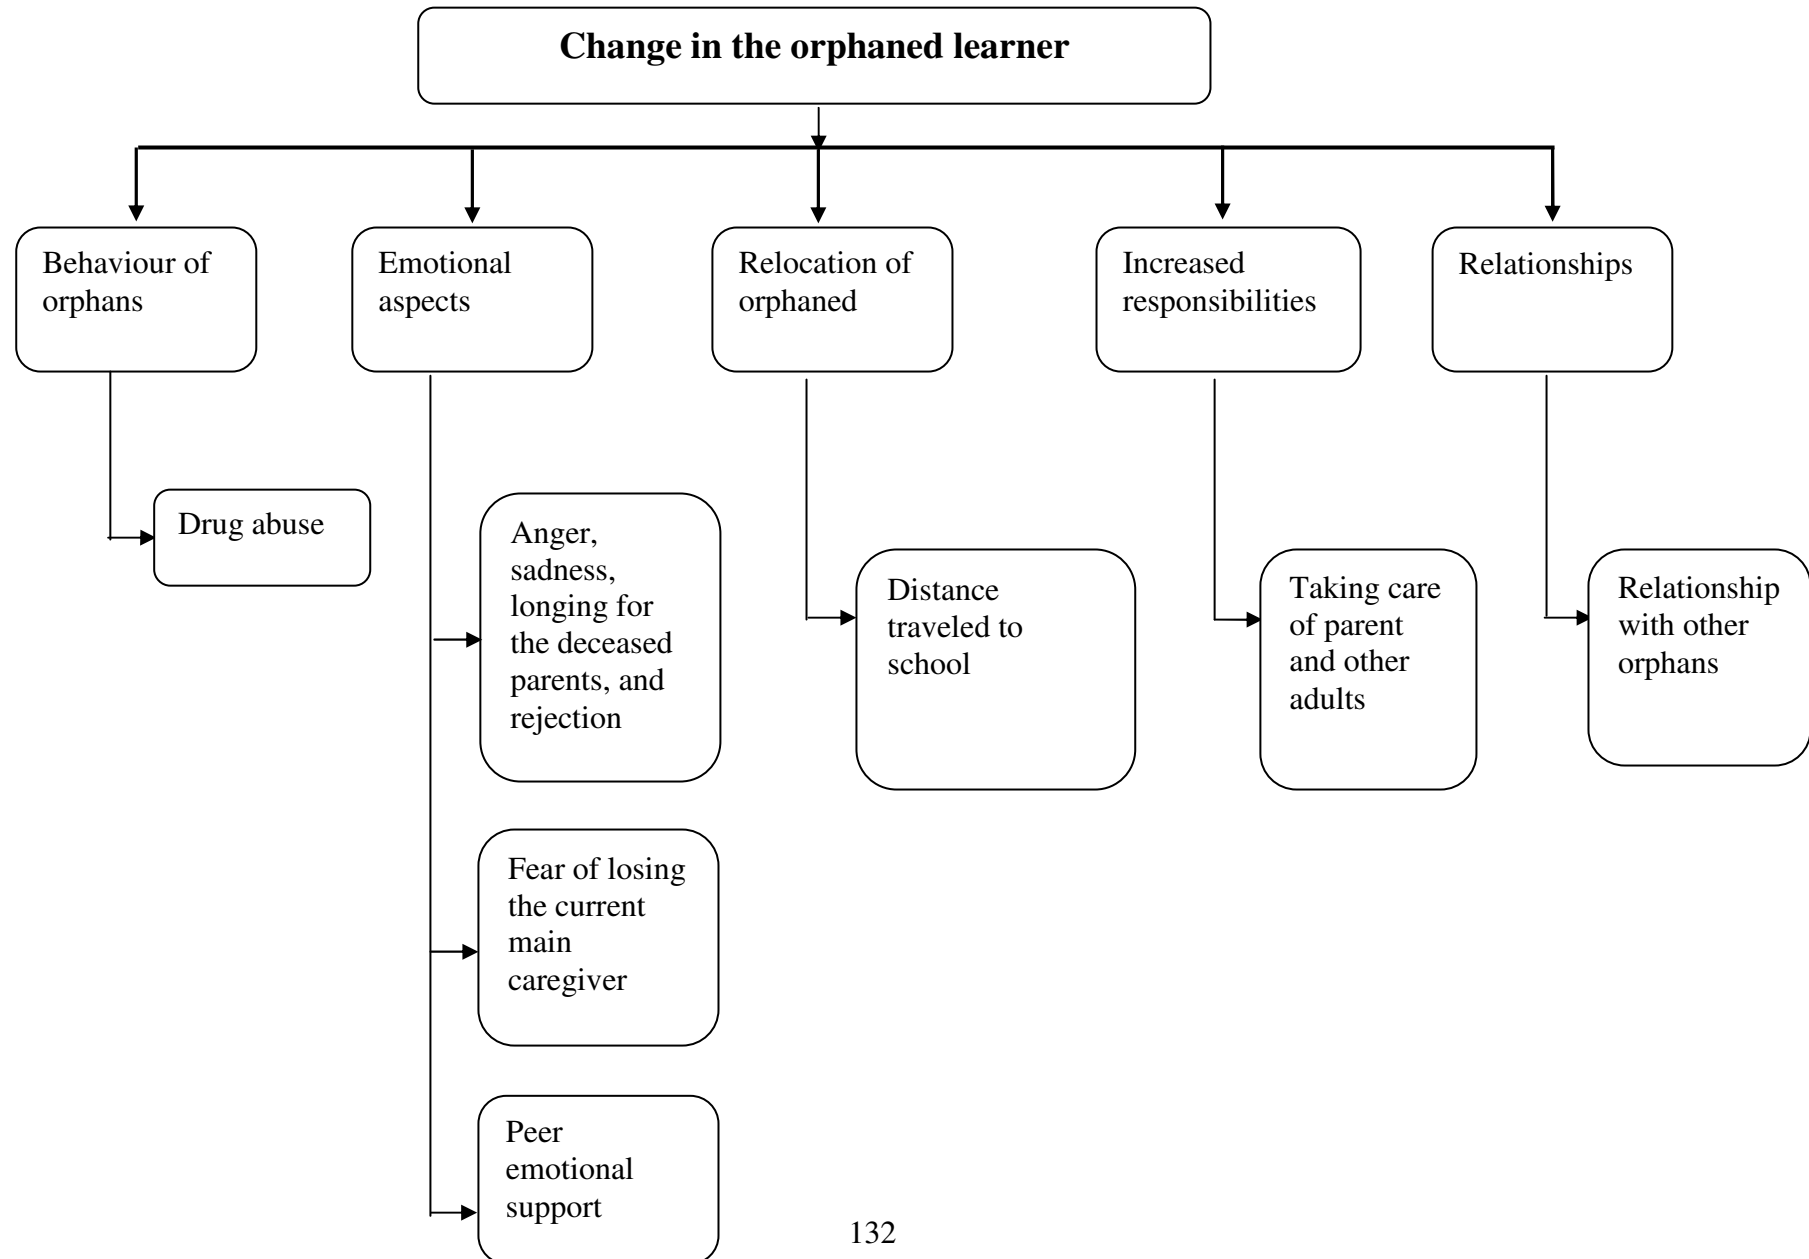 Change in the orphaned learner
Behaviour of
orphans
Emotional
aspects
Relocation of
orphaned
Increased
responsibilities
Relationships
Drug abuse
Anger,
sadness,
longing for
the deceased
parents, and
rejection
Fear of losing
the current
main
caregiver
Peer
emotional
support
Distance
traveled to
school
Taking care
of parent
and other
adults
Relationship
with other
orphans
132